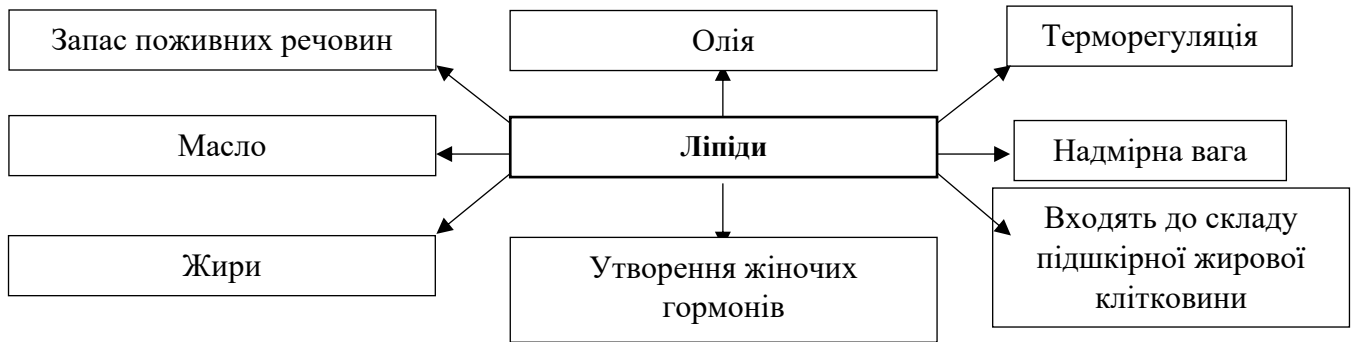 Запас поживних речовин
Олія
Терморегуляція
Масло
Ліпіди
Надмірна вага
Жири
Утворення жіночих
гормонів
Входять до складу
підшкірної жирової
клітковини